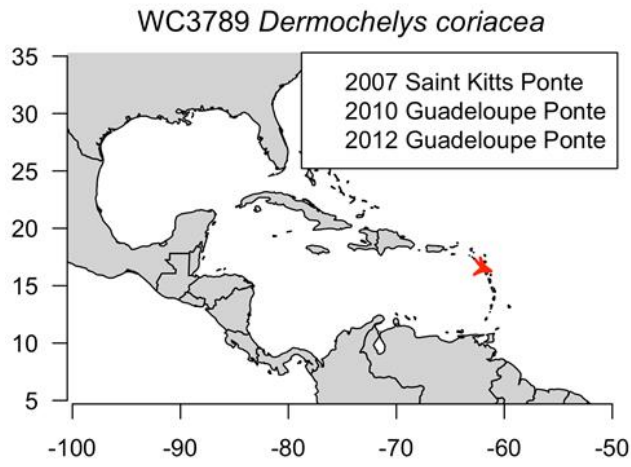 WC3789 Dermochelys coriacea
2007 Saint Kitts Ponte
2010 Guadeloupe Ponte
2012 Guadeloupe Ponte
35
30
25
20
15
10
5
-100 -90 -80 -70 -60 -50